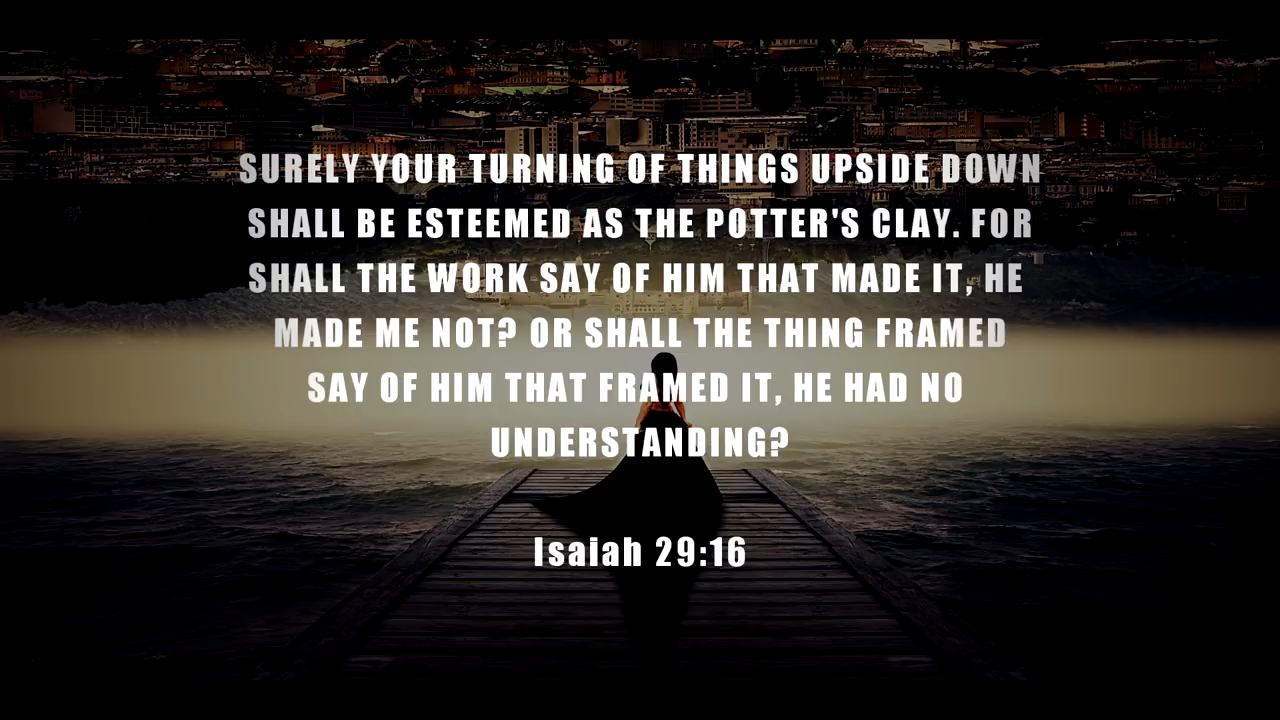 SURELY YOUR TURNING OF THINGS UPSIDE DOWN
SHALL BE ESTEEMED AS THE POTTER'S CLAY. FOR
SHALL THE WORK SAY OF HIM THAT MADE IT, HE
MADE ME NOT? OR SHALL THE THING FRAMED
SAY OF HIM THAT FRAMED IT, HE HAD NO
UNDERSTANDING?
Isaiah 29:16